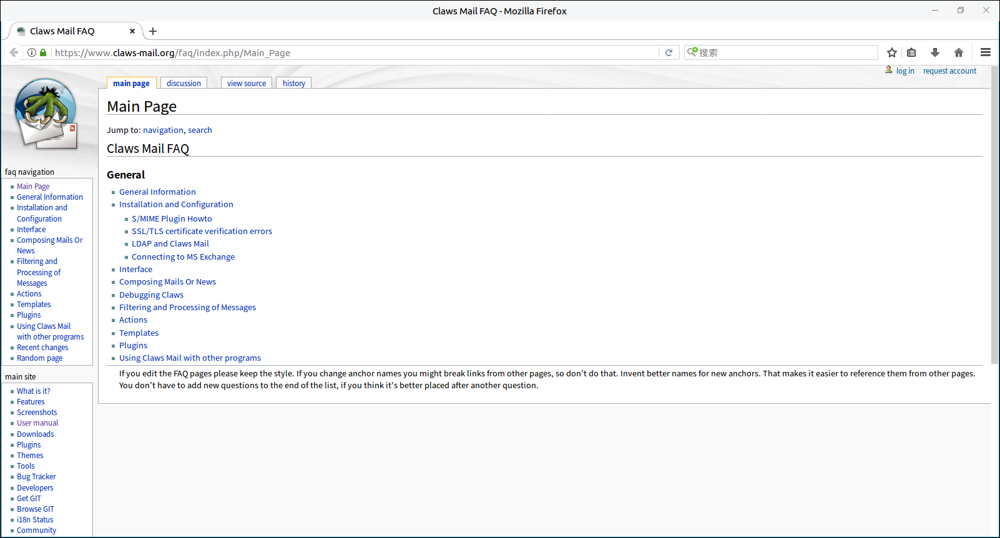 Claws Mail FAQ - Mozilla Firefox
Claws Mail FAQ
https://www.claws-mail.org/faq/index.php/Main_Page
搜索
log in request account
main page discussion view source history
Main Page
Jump to: navigation, search
Claws Mail FAQ
General
General Information
Installation and Configuration
S/MIME Plugin Howto
SSL/TLS certificate verification errors
LDAP and Claws Mail
Connecting to MS Exchange
Interface
Composing Mails Or News
Debugging Claws
Filtering and Processing of Messages
Actions
Templates
Plugins
Using Claws Mail with other programs
If you edit the FAQ pages please keep the style. If you change anchor names you might break links from other pages, so don't do that. Invent better names for new anchors. That makes it easier to reference them from other pages.
You don't have to add new questions to the end of the list, if you think it's better placed after another question.
faq navigation
Main Page
General Information
Installation and
Configuration
Interface
Composing Mails Or
News
Filtering and
Processing of
Messages
Actions
Templates
Plugins
Using Claws Mail
with other programs
Recent changes
Random page
main site
What is it?
Features
Screenshots
User manual
Downloads
Plugins
Themes
Tools
Bug Tracker
Developers
Get GIT
Browse GIT
i18n Status
Community